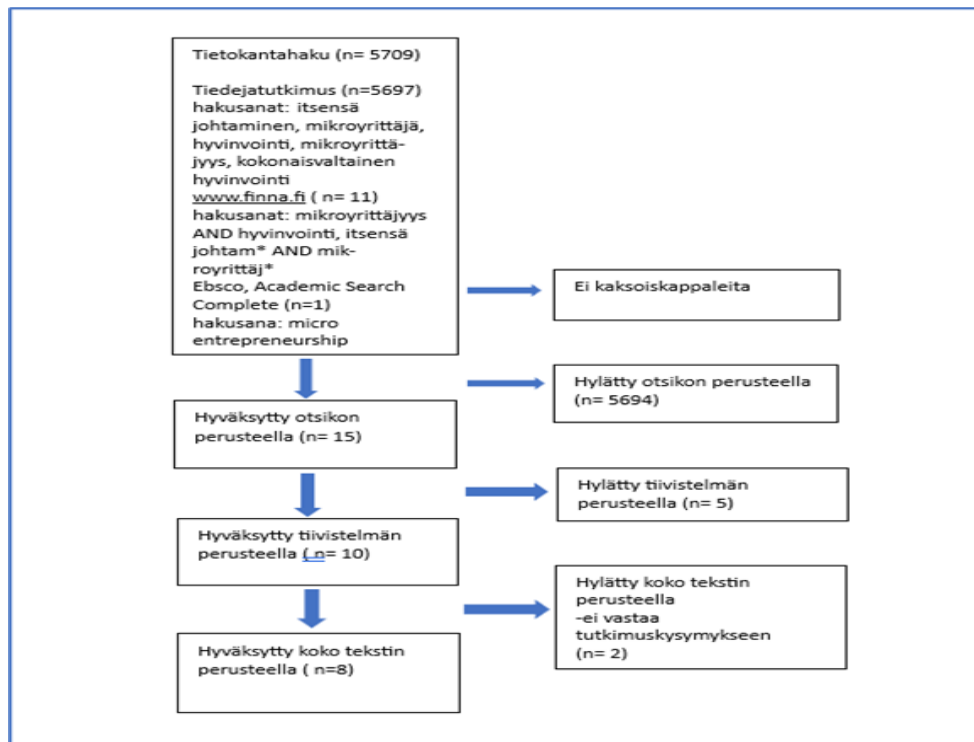 Tietokantahaku (n= 5709)
Tiedejatutkimus (n=5697)
hakusanat: itsensä
johtaminen, mikroyrittäjä,
hyvinvointi, mikroyrittä-
jyys, kokonaisvaltainen
hyvinvointi
www.finna.fi ( n= 11)
hakusanat: mikroyrittäjyys
AND hyvinvointi, itsensä
johtam* AND mik-
royrittäj*
Ebsco, Academic Search
Complete (n=1)
hakusana: micro
entrepreneurship
Ei kaksoiskappaleita
Hylätty otsikon perusteella
(n= 5694)
Hyväksytty otsikon
perusteella (n= 15)
Hylätty tiivistelmän
perusteella (n= 5)
Hyväksytty tiivistelmän
perusteella ( n= 10)
Hylätty koko tekstin
perusteella
-ei vastaa
tutkimuskysymykseen
(n= 2)
Hyväksytty koko tekstin
perusteella ( n=8)